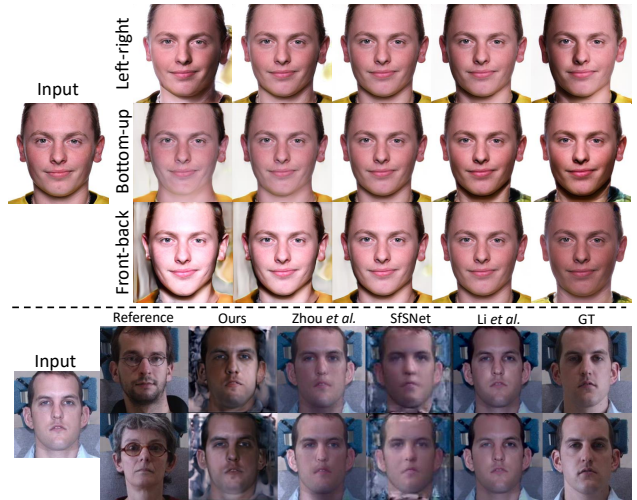 Input
Left-right
Bottom-up
Front-back
Input
Reference Ours Zhou et al. SfSNet Li et al. GT